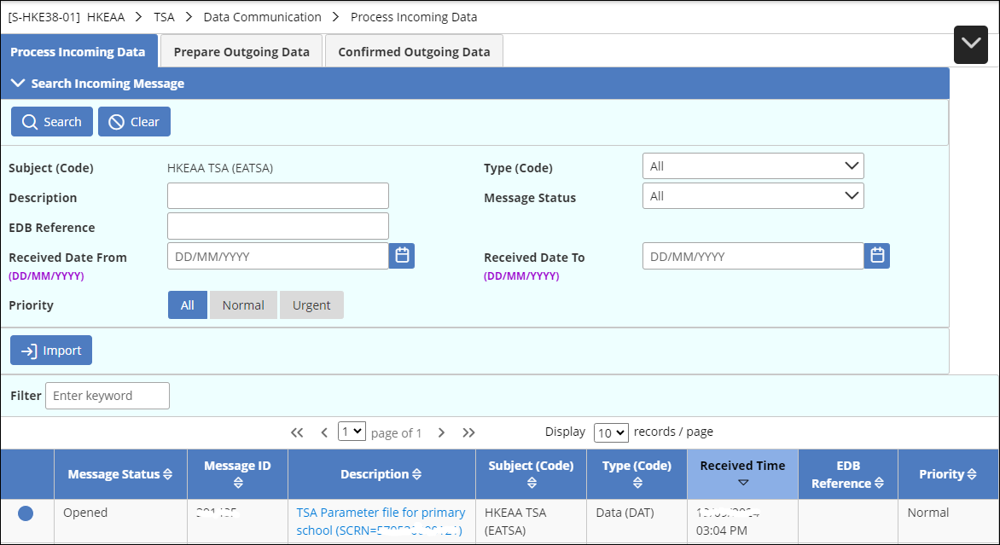 [S-HKE38-01] HKEAA > TSA > Data Communication > Process Incoming Data
Process Incoming Data Prepare Outgoing Data Confirmed Outgoing Data
Search Incoming Message
Search Clear
Subject (Code) HKEAA TSA (EATSA) Type (Code) All
Description Message Status All
EDB Reference
Received Date From DD/MM/YYYY Received Date To DD/MM/YYYY
(DD/MM/YYYY) (DD/MM/YYYY)
Priority All Normal Urgent
Import
Filter Enter keyword
<< < 1 page of 1 > >> Display 10 records / page
Message Status Message ID Description Subject (Code) Type (Code) Received Time EDB Reference Priority
Opened TSA Parameter file for primary HKEAA TSA Data (DAT) Normal
school (SCRN= (EATSA) 03:04 PM